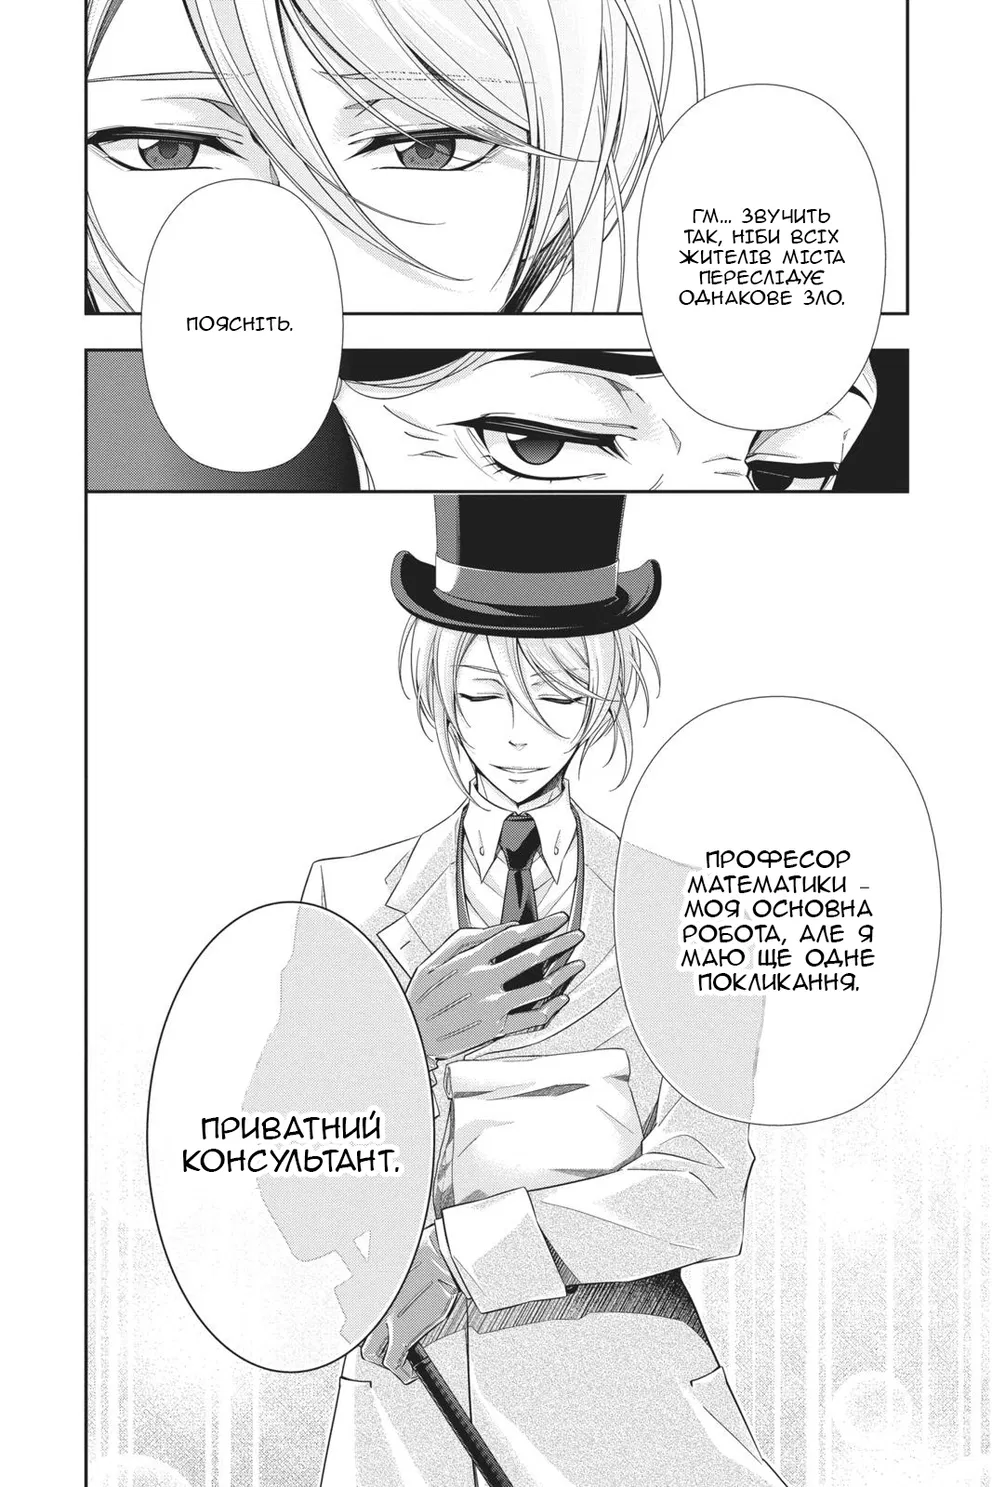 ГМ... ЗВУЧИТЬ
ТАК, НІБИ ВСІХ
ЖИТЕЛІВ МІСТА
ПЕРЕСЛІДУЄ
ОДНАКОВЕ ЗЛО.
ПОЯСНІТЬ.
ПРОФЕСОР
МАТЕМАТИКИ –
МОЯ ОСНОВНА
РОБОТА, АЛЕ Я
МАЮ ЩЕ ОДНЕ
ПОКЛИКАННЯ.
ПРИВАТНИЙ
КОНСУЛЬТАНТ.